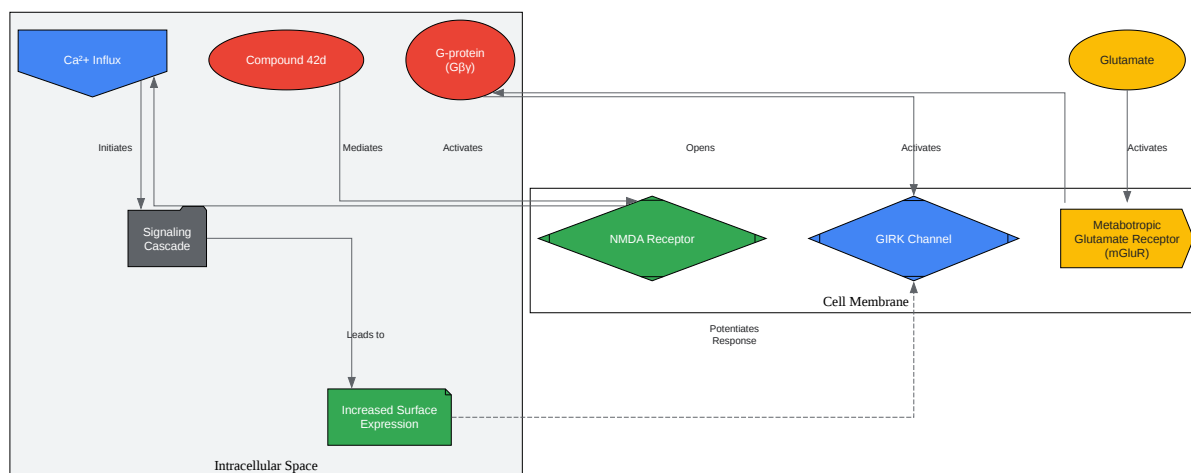 Ca²+ Influx
Compound 42d
G-protein
(Gβγ)
Glutamate
Initiates
Mediates
Activates
Opens
Activates
Activates
Signaling
Cascade
NMDA Receptor
GIRK Channel
Metabotropic
Glutamate Receptor
(mGluR)
Cell Membrane
Leads to
Potentiates
Response
Increased Surface
Expression
Intracellular Space